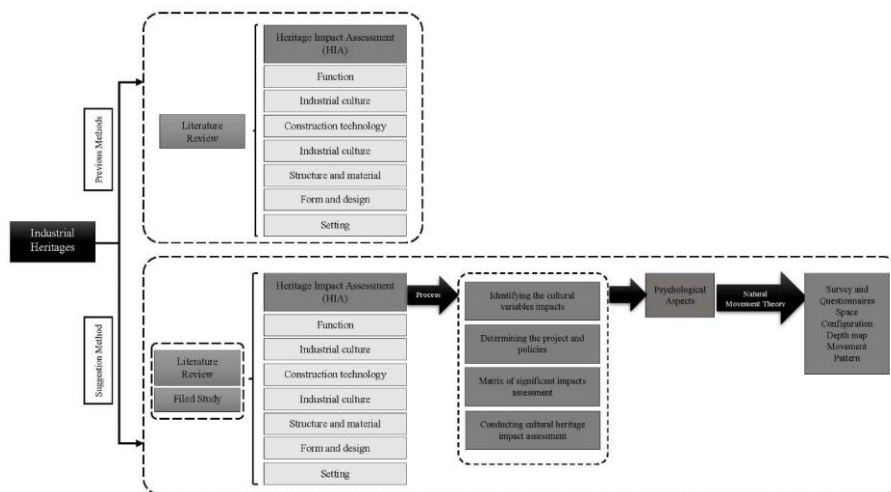 Industrial
Heritages
Previous Methods
Literature
Review
Heritage Impact Assessment
(HIA)
Function
Industrial culture
Construction technology
Industrial culture
Structure and material
Form and design
Setting
Suggestion Method
Literature
Review
Filed Study
Heritage Impact Assessment
(HIA)
Function
Industrial culture
Construction technology
Industrial culture
Structure and material
Form and design
Setting
Process
Identifying the cultural
variables impacts
Determining the project and
policies
Matrix of significant impacts
assessment
Conducting cultural heritage
impact assessment
Psychological
Aspects
Natural
Movement Theory
Survey and
Questionnaires
Space
Configuration
Depth map
Movement
Pattern